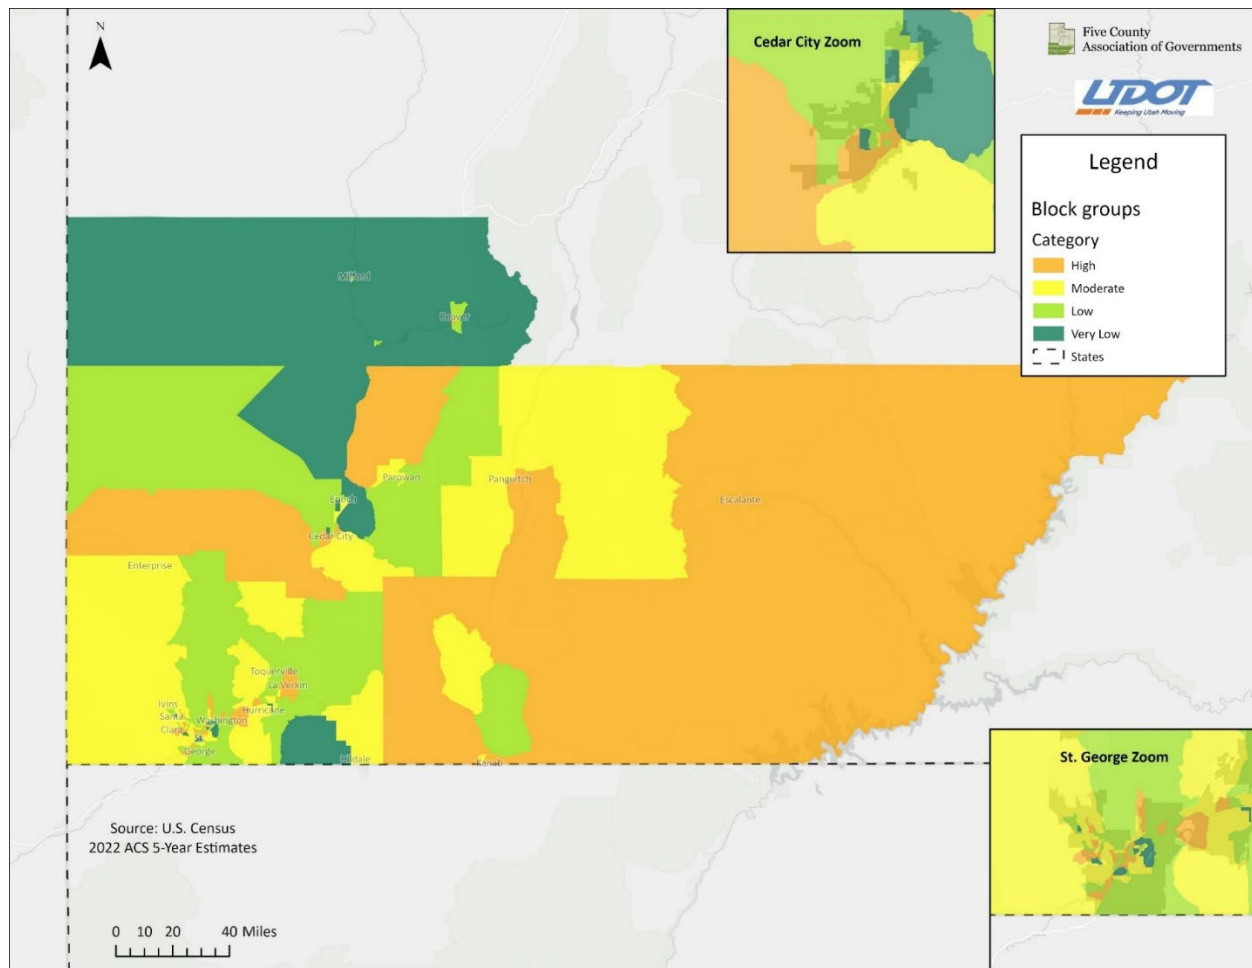 N
Cedar City Zoom
Five County
Association of Governments
UDOT
Keeping Utah Moving
Legend
Block groups
Category
High
Moderate
Low
Very Low
States
Milford
Beaver
Parowan
Panguitch
Enoch
Escalante
Cedar City
Enterprise
Toquerville
La Verkin
Ivins
Santa
Clara
Washington
Hurricane
George
Hildale
Kanab
St. George Zoom
Source: U.S. Census
2022 ACS 5-Year Estimates
0 10 20 40 Miles